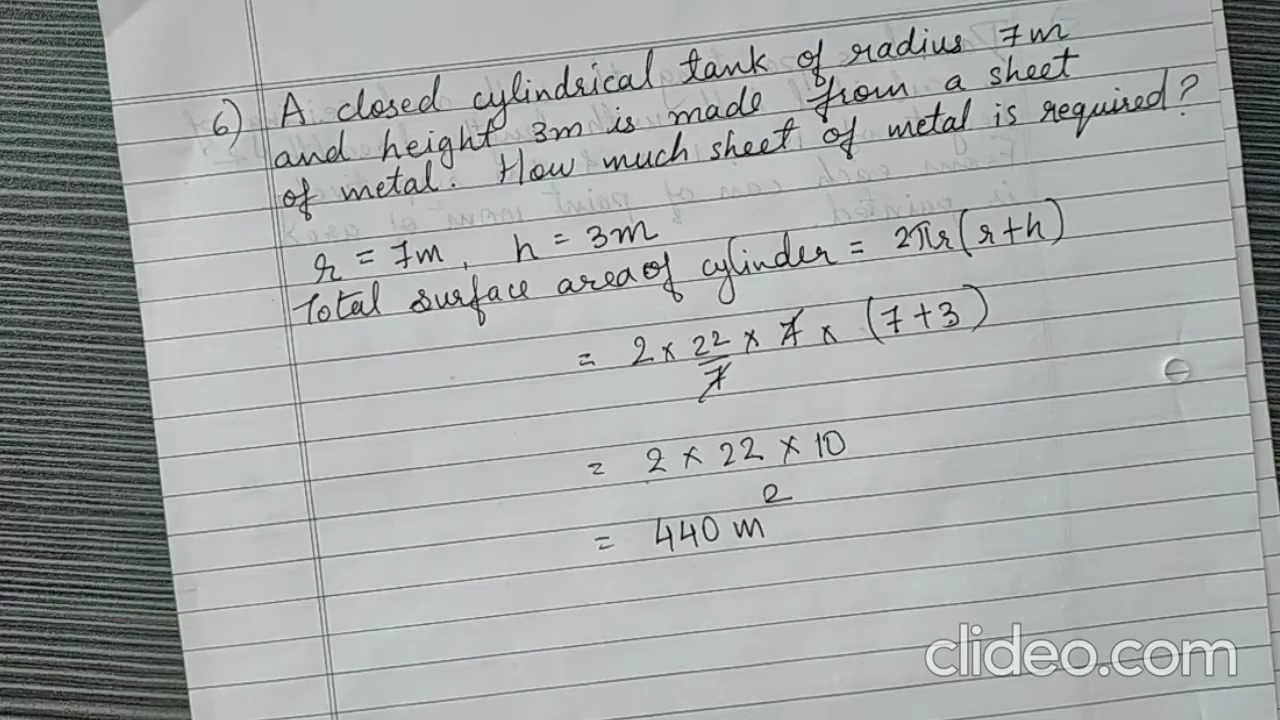 6) A closed cylindrical tank of radius 7m
and height 3m is made from a sheet
of metal. How much sheet of metal is required?
r = 7m, h = 3m
Total surface area of cylinder = 2πr(r+h)
= 2 × 22/7 × 7 × (7+3)
= 2 × 22 × 10
= 440 m²
clideo.com